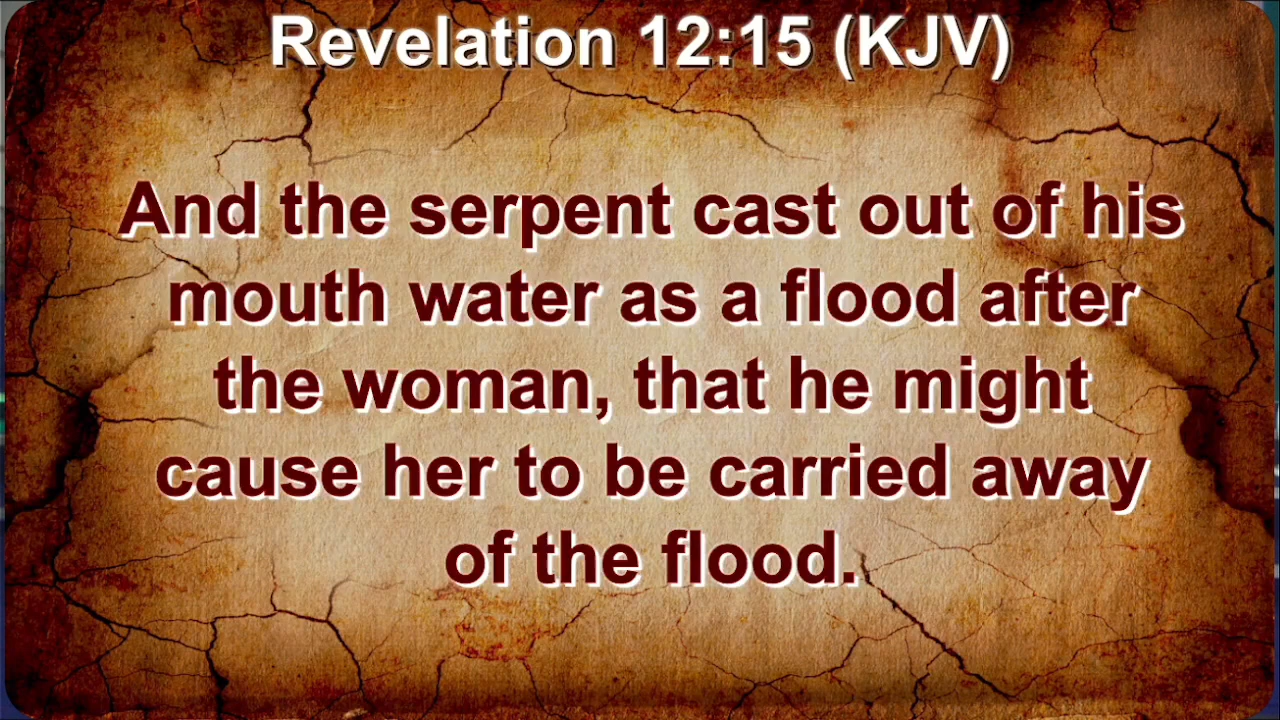 Revelation 12:15 (KJV)
And the serpent cast out of his
mouth water as a flood after
the woman, that he might
cause her to be carried away
of the flood.